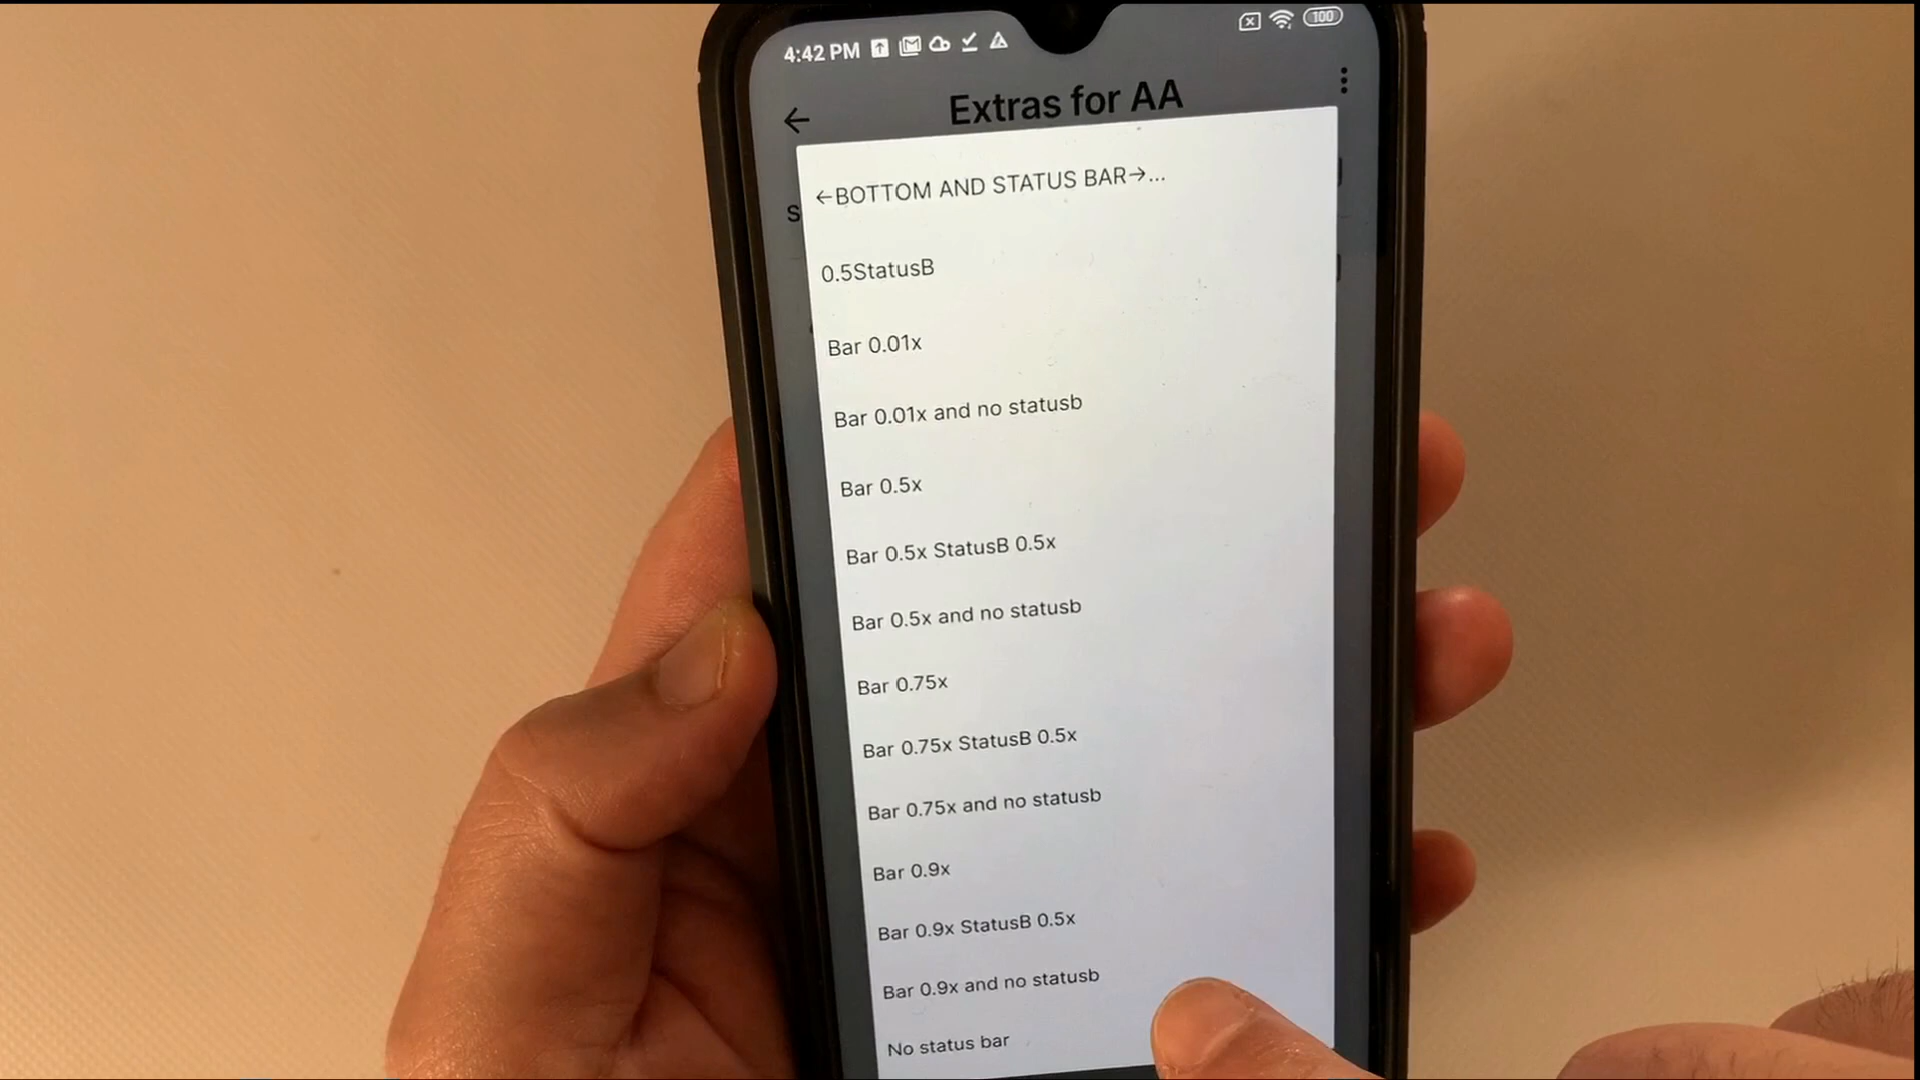 4:42 PM
100
Extras for AA
S
←BOTTOM AND STATUS BAR→...
0.5StatusB
Bar 0.01x
Bar 0.01x and no statusb
Bar 0.5x
Bar 0.5x StatusB 0.5x
Bar 0.5x and no statusb
Bar 0.75x
Bar 0.75x StatusB 0.5x
Bar 0.75x and no statusb
Bar 0.9x
Bar 0.9x StatusB 0.5x
Bar 0.9x and no statusb
No status bar